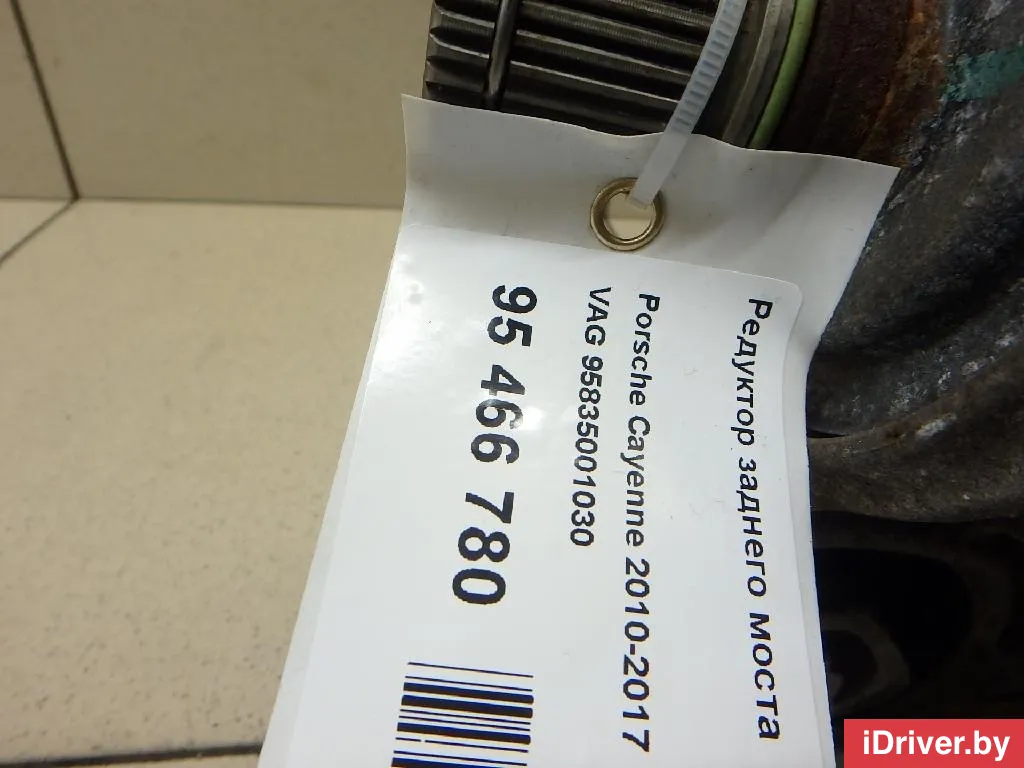 Редуктор заднего моста
Porsche Cayenne 2010-2017
VAG 95835001030
95 466 780
iDriver.by